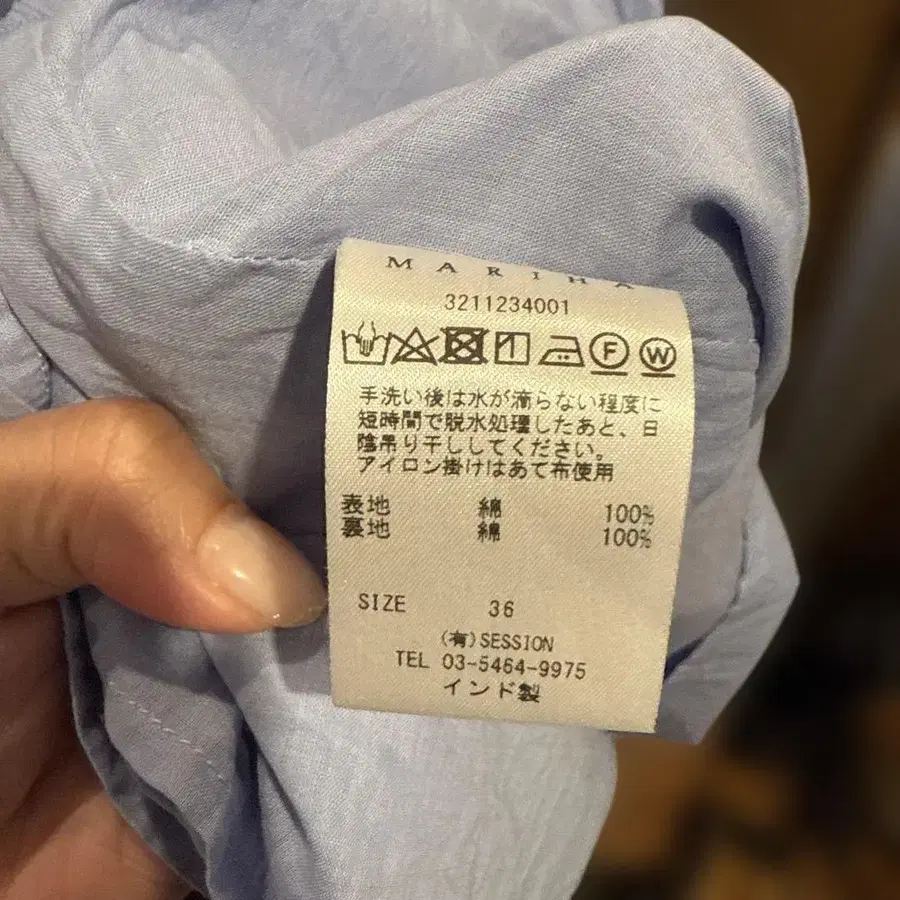 MARIHA
3211234001
F W
手洗い後は水が滴らない程度に
短時間で脱水処理したあと、日
陰吊り干ししてください。
アイロン掛けはあて布使用
表地 綿 100%
裏地 綿 100%
SIZE 36
(有)SESSION
TEL 03-5464-9975
インド製